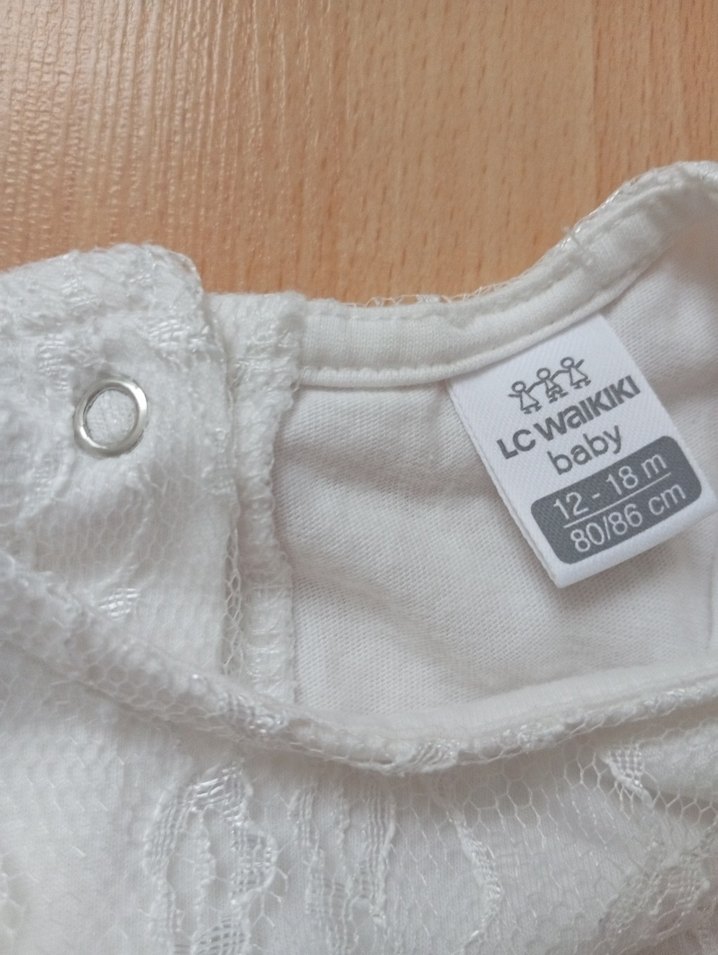 LC WAIKIKI
baby
12 - 18 m
80/86 cm